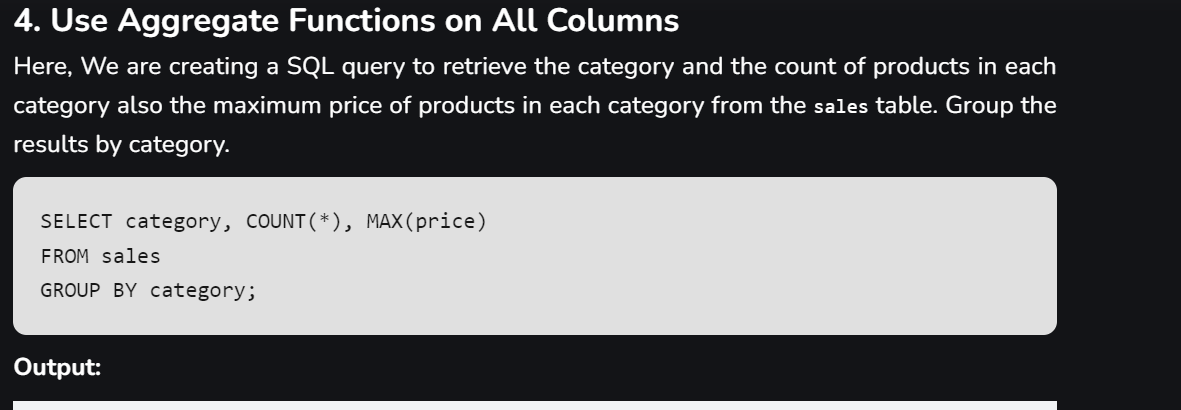 4. Use Aggregate Functions on All Columns
Here, We are creating a SQL query to retrieve the category and the count of products in each
category also the maximum price of products in each category from the sales table. Group the
results by category.
SELECT category, COUNT(*), MAX(price)
FROM sales
GROUP BY category;
Output: